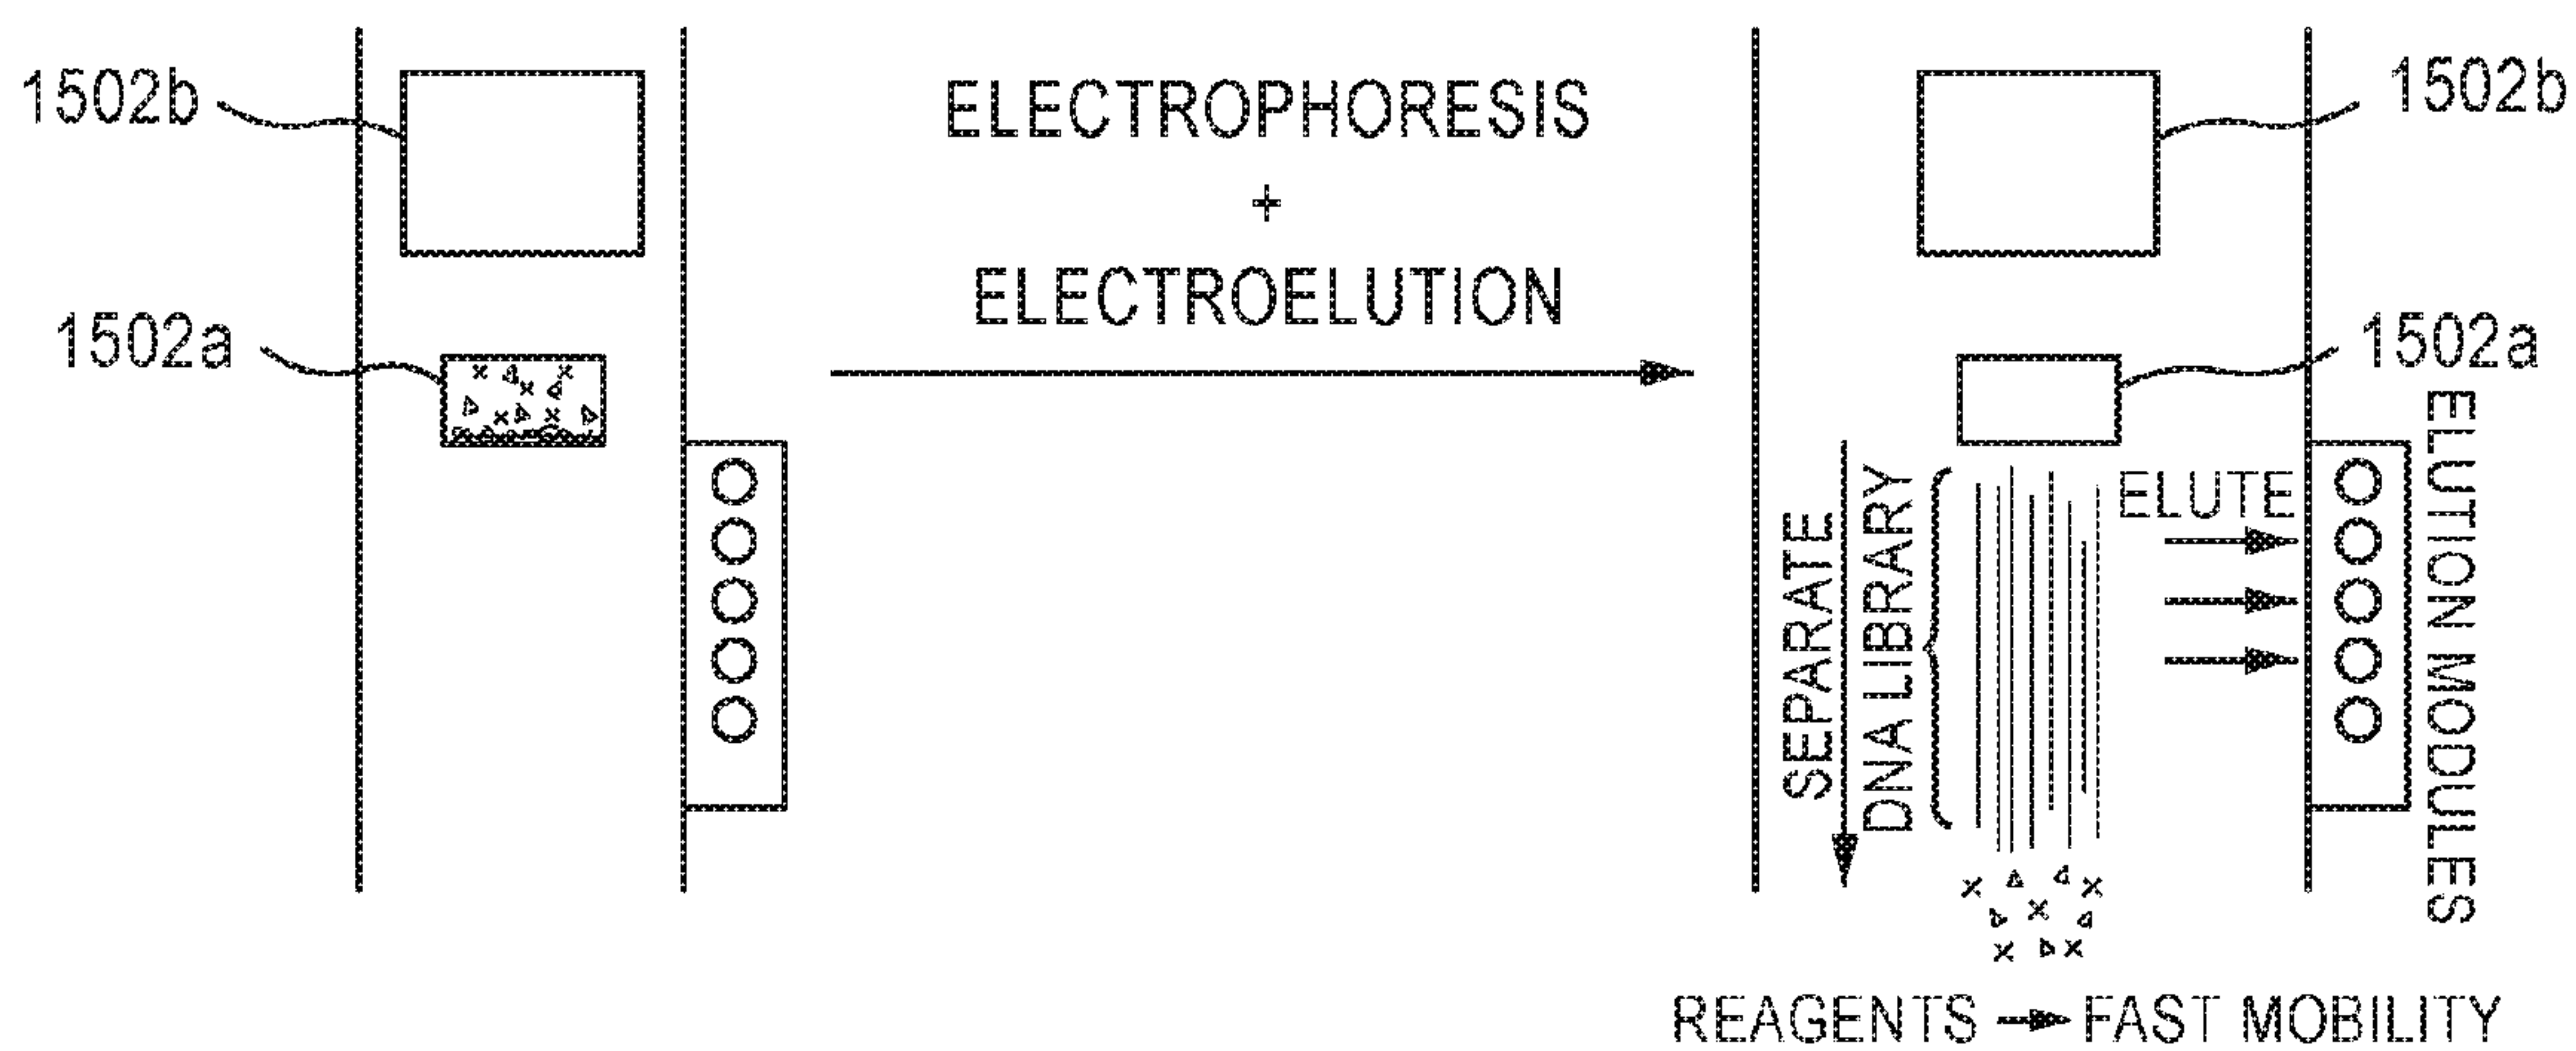 1502b
1502a
ELECTROPHORESIS
+
ELECTROELUTION
1502b
1502a
SEPARATE
DNA LIBRARY
ELUTE
ELUTION MODULES
REAGENTS → FAST MOBILITY